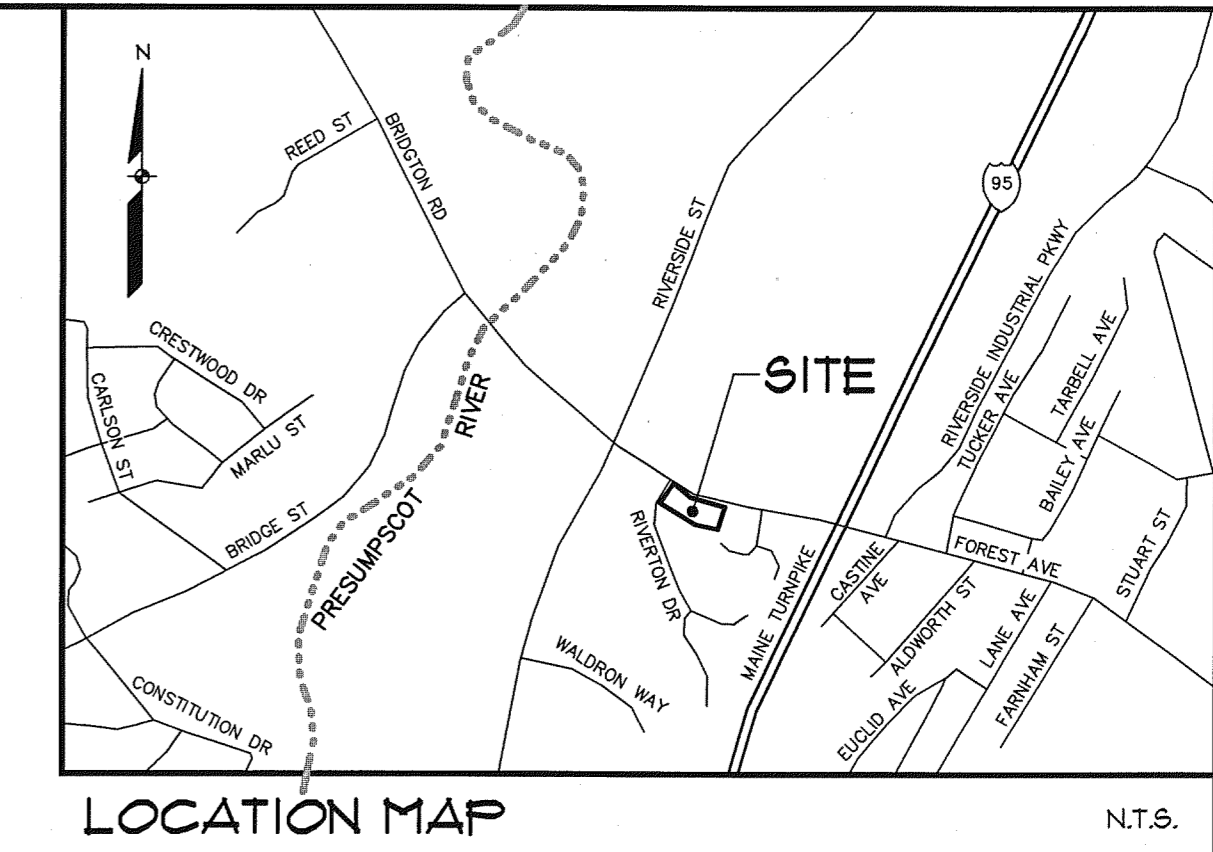 N
REED ST
BRIDGTON RD
RIVERSIDE ST
95
RIVERSIDE INDUSTRIAL PKWY
CRESTWOOD DR
CARLSON ST
MARLU ST
BRIDGE ST
PRESUMPSCOT
RIVER
SITE
TUCKER AVE
TARBELL AVE
BAILEY AVE
STUART ST
FOREST AVE
RIVERTON DR
MAINE TURNPIKE
CASTINE
AVE
ALDWORTH ST
LANE AVE
FARNHAM ST
EUCLID AVE
WALDRON WAY
CONSTITUTION DR
LOCATION MAP
N.T.S.